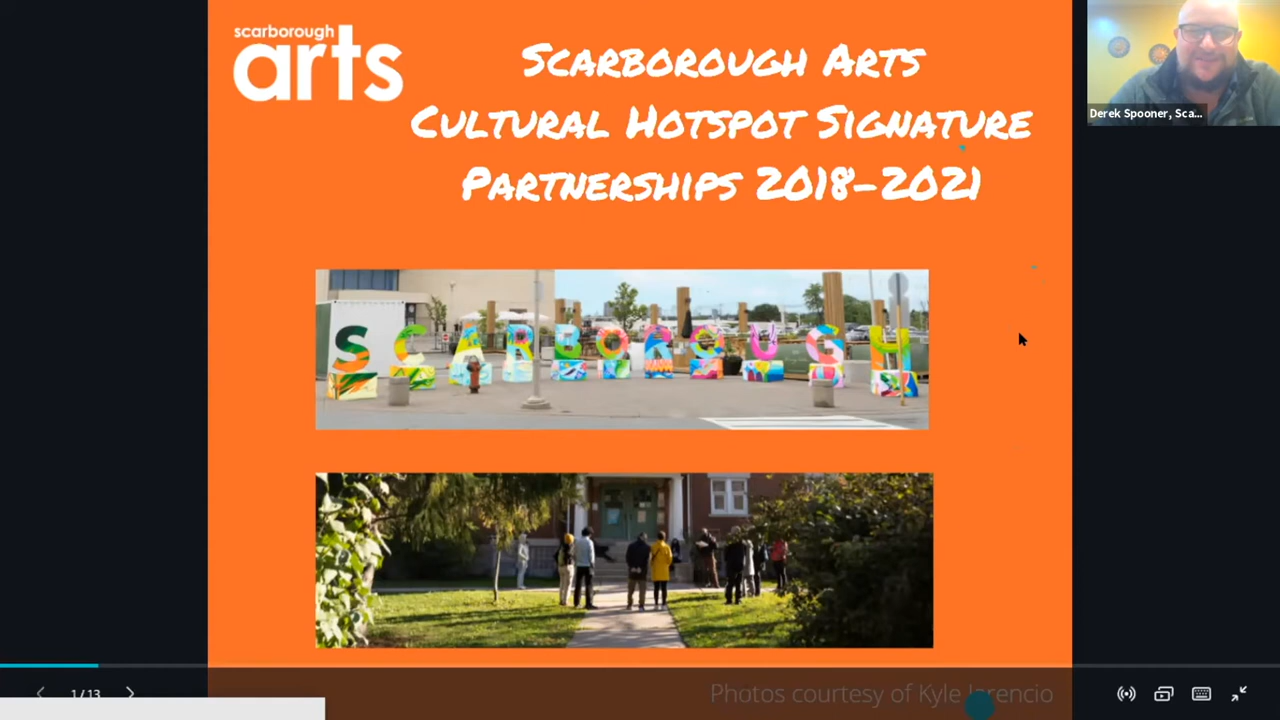 scarborough
arts
Scarborough Arts
Cultural Hotspot Signature
Partnerships 2018-2021
Derek Spooner, Sca...
SCARBOROUGH
1/13
Photos courtesy of Kyle